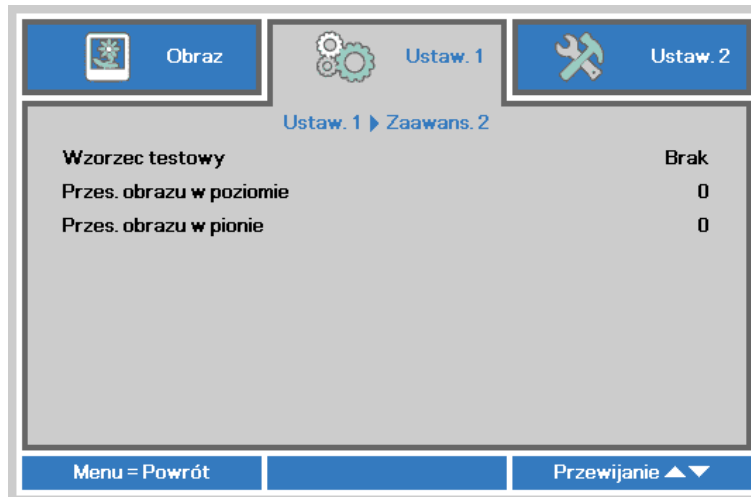 Obraz
Ustaw. 1
Ustaw. 2
Ustaw. 1 ▶ Zaawans. 2
Wzorzec testowy Brak
Przes. obrazu w poziomie 0
Przes. obrazu w pionie 0
Menu = Powrót
Przewijanie ▲▼